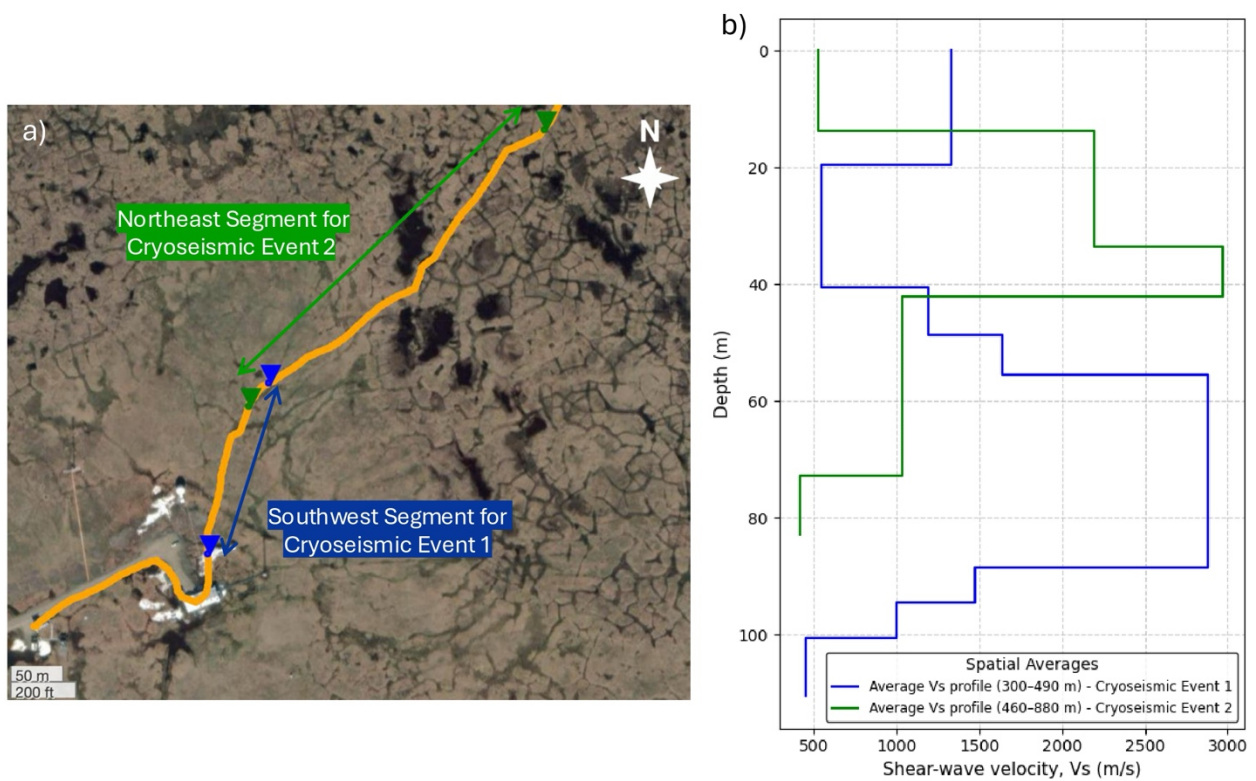 a)
N
Northeast Segment for
Cryoseismic Event 2
Southwest Segment for
Cryoseismic Event 1
50 m
200 ft
b)
0
20
40
60
80
100
Depth (m)
Spatial Averages
Average Vs profile (300–490 m) - Cryoseismic Event 1
Average Vs profile (460–880 m) - Cryoseismic Event 2
500 1000 1500 2000 2500 3000
Shear-wave velocity, Vs (m/s)